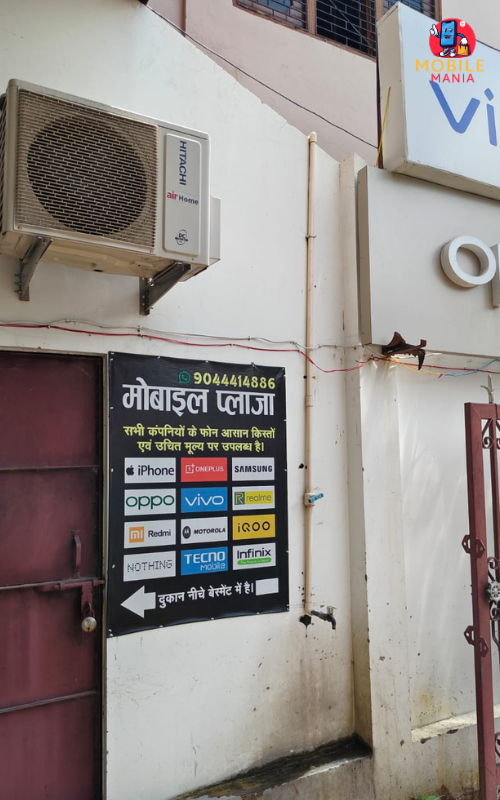 MOBILE
MANIA
Vi
op
HITACHI
air Home
9044414886
मोबाइल प्लाजा
सभी कंपनियों के फोन आसान किस्तों
एवं उचित मूल्य पर उपलब्ध है।
iPhone ONEPLUS SAMSUNG
oppo vivo realme
Redmi MOTOROLA iQOO
NOTHING TECNO mobile Infinix
दुकान नीचे बेसमेंट में है।